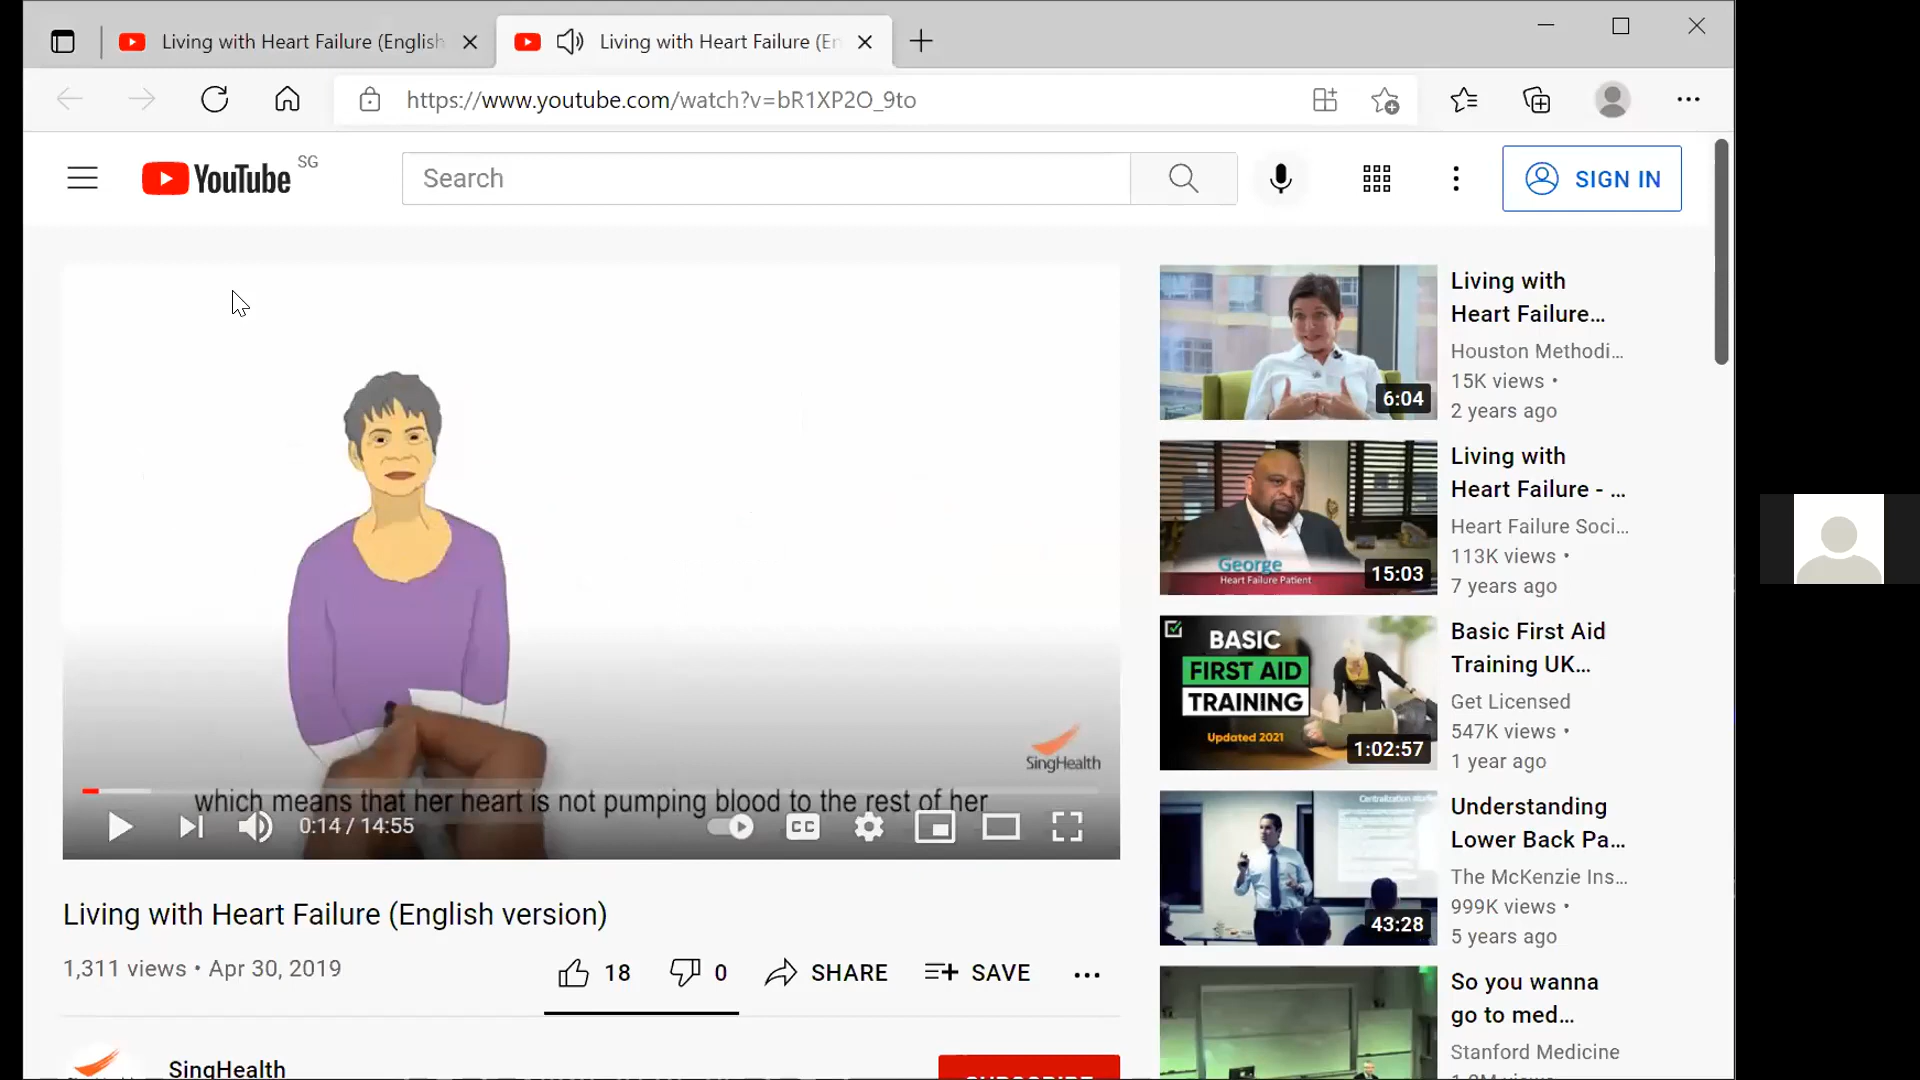 Living with Heart Failure (English
Living with Heart Failure (En
https://www.youtube.com/watch?v=bR1XP2O_9to
YouTube SG
Search
SIGN IN
SingHealth
which means that her heart is not pumping blood to the rest of her
0:14 / 14:55
CC
Living with Heart Failure (English version)
1,311 views • Apr 30, 2019
18
0
SHARE
SAVE
SingHealth
SUBSCRIBE
6:04
Living with
Heart Failure...
Houston Methodi...
15K views •
2 years ago
George
Heart Failure Patient
15:03
Living with
Heart Failure - ...
Heart Failure Soci...
113K views •
7 years ago
BASIC
FIRST AID
TRAINING
Updated 2021
1:02:57
Basic First Aid
Training UK...
Get Licensed
547K views •
1 year ago
43:28
Understanding
Lower Back Pa...
The McKenzie Ins...
999K views •
5 years ago
So you wanna
go to med...
Stanford Medicine